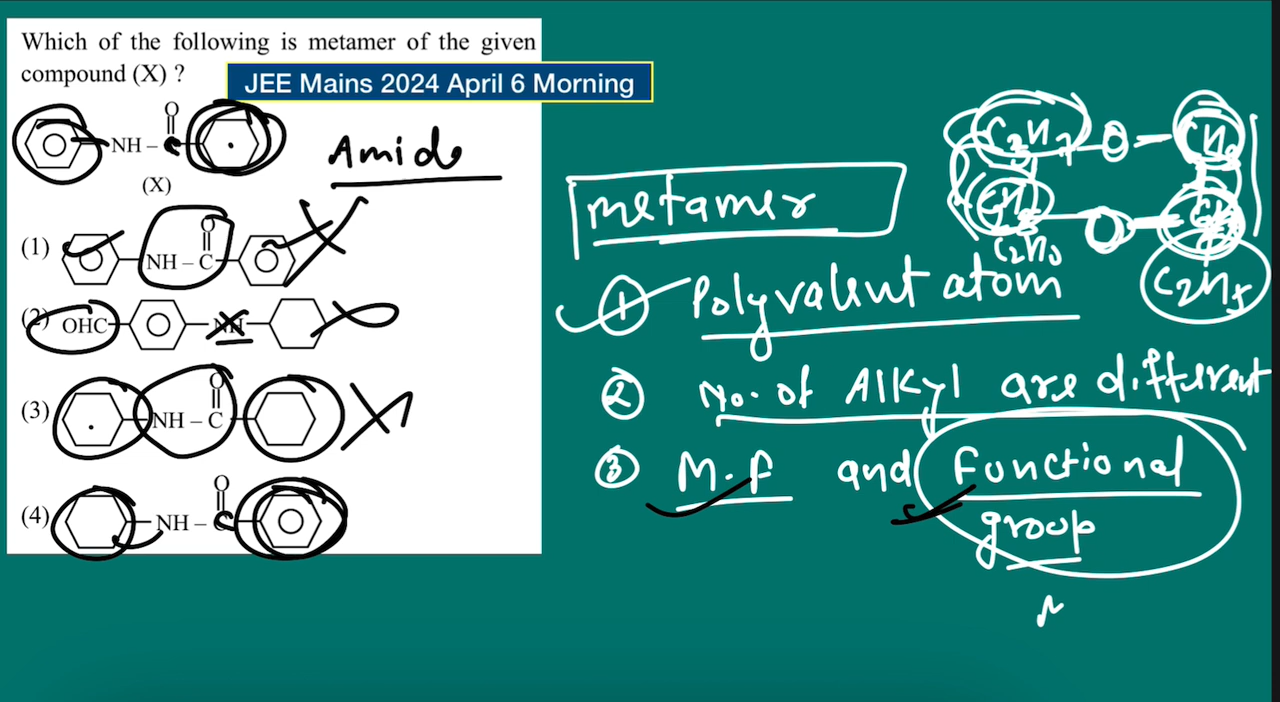 Which of the following is metamer of the given
compound (X) ?
JEE Mains 2024 April 6 Morning
O
NH – C
(X)
Amide
(1)
O
NH – C
(2) OHC
NH
(3)
O
NH – C
(4)
O
NH – C
metamer
C3H7 O – CH3
C2H5 O
C2H5
C2H5
① Polyvalent atom
② No. of Alkyl are different
③ M.F and Functional
group